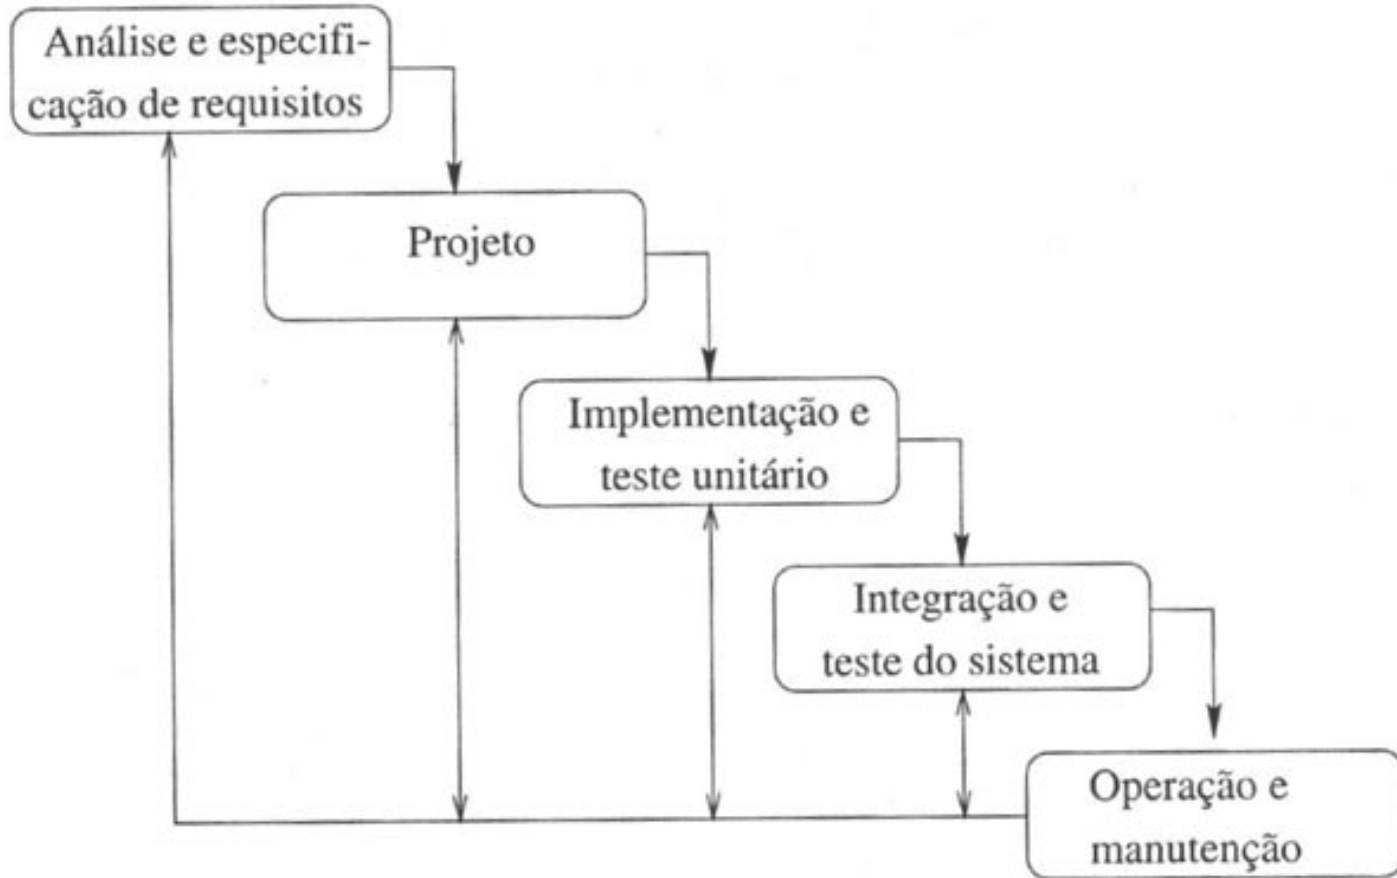 Análise e especifi-
cação de requisitos
Projeto
Implementação e
teste unitário
Integração e
teste do sistema
Operação e
manutenção